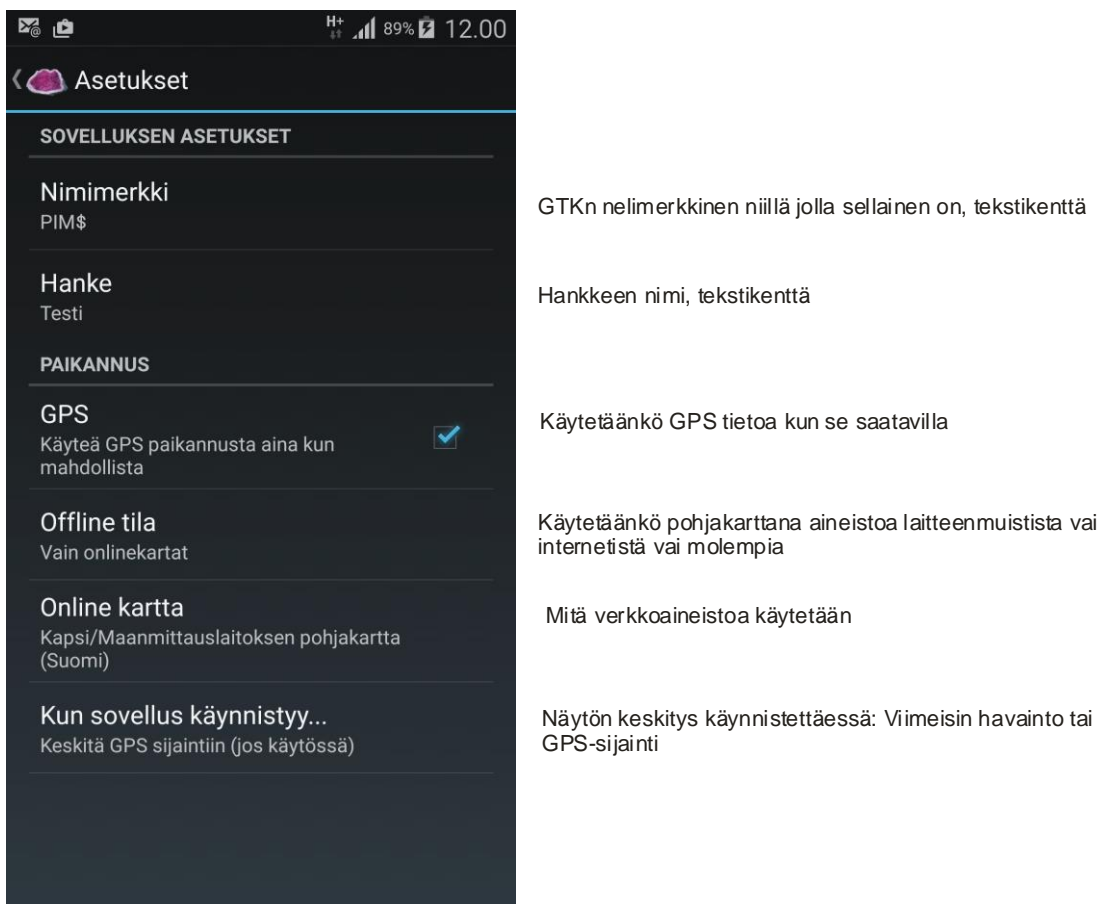 H+ 89% 12.00
Asetukset
SOVELLUKSEN ASETUKSET
Nimimerkki
PIM$
GTKn nelimerkkinen niillä jolla sellainen on, tekstikenttä
Hanke
Testi
Hankkeen nimi, tekstikenttä
PAIKANNUS
GPS
Käyteä GPS paikannusta aina kun
mahdollista
Käytetäänkö GPS tietoa kun se saatavilla
Offline tila
Vain onlinekartat
Käytetäänkö pohjakarttana aineistoa laitteenmuistista vai
internetistä vai molempia
Online kartta
Kapsi/Maanmittauslaitoksen pohjakartta
(Suomi)
Mitä verkkoaineistoa käytetään
Kun sovellus käynnistyy...
Keskitä GPS sijaintiin (jos käytössä)
Näytön keskitys käynnistettäessä: Viimeisin havainto tai
GPS-sijainti